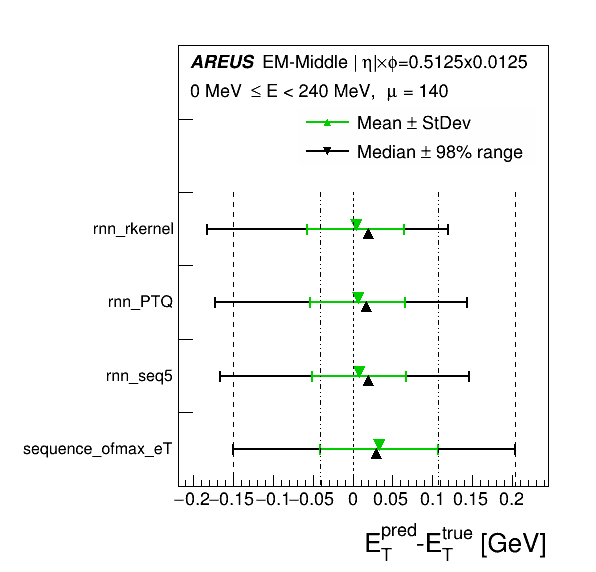 AREUS EM-Middle | η|×ϕ=0.5125x0.0125
0 MeV ≤ E < 240 MeV, μ = 140
Mean ± StDev
Median ± 98% range
rnn_rkernel
rnn_PTQ
rnn_seq5
sequence_ofmax_eT
−0.2 −0.15 −0.1 −0.05 0 0.05 0.1 0.15 0.2
E_T^pred-E_T^true [GeV]